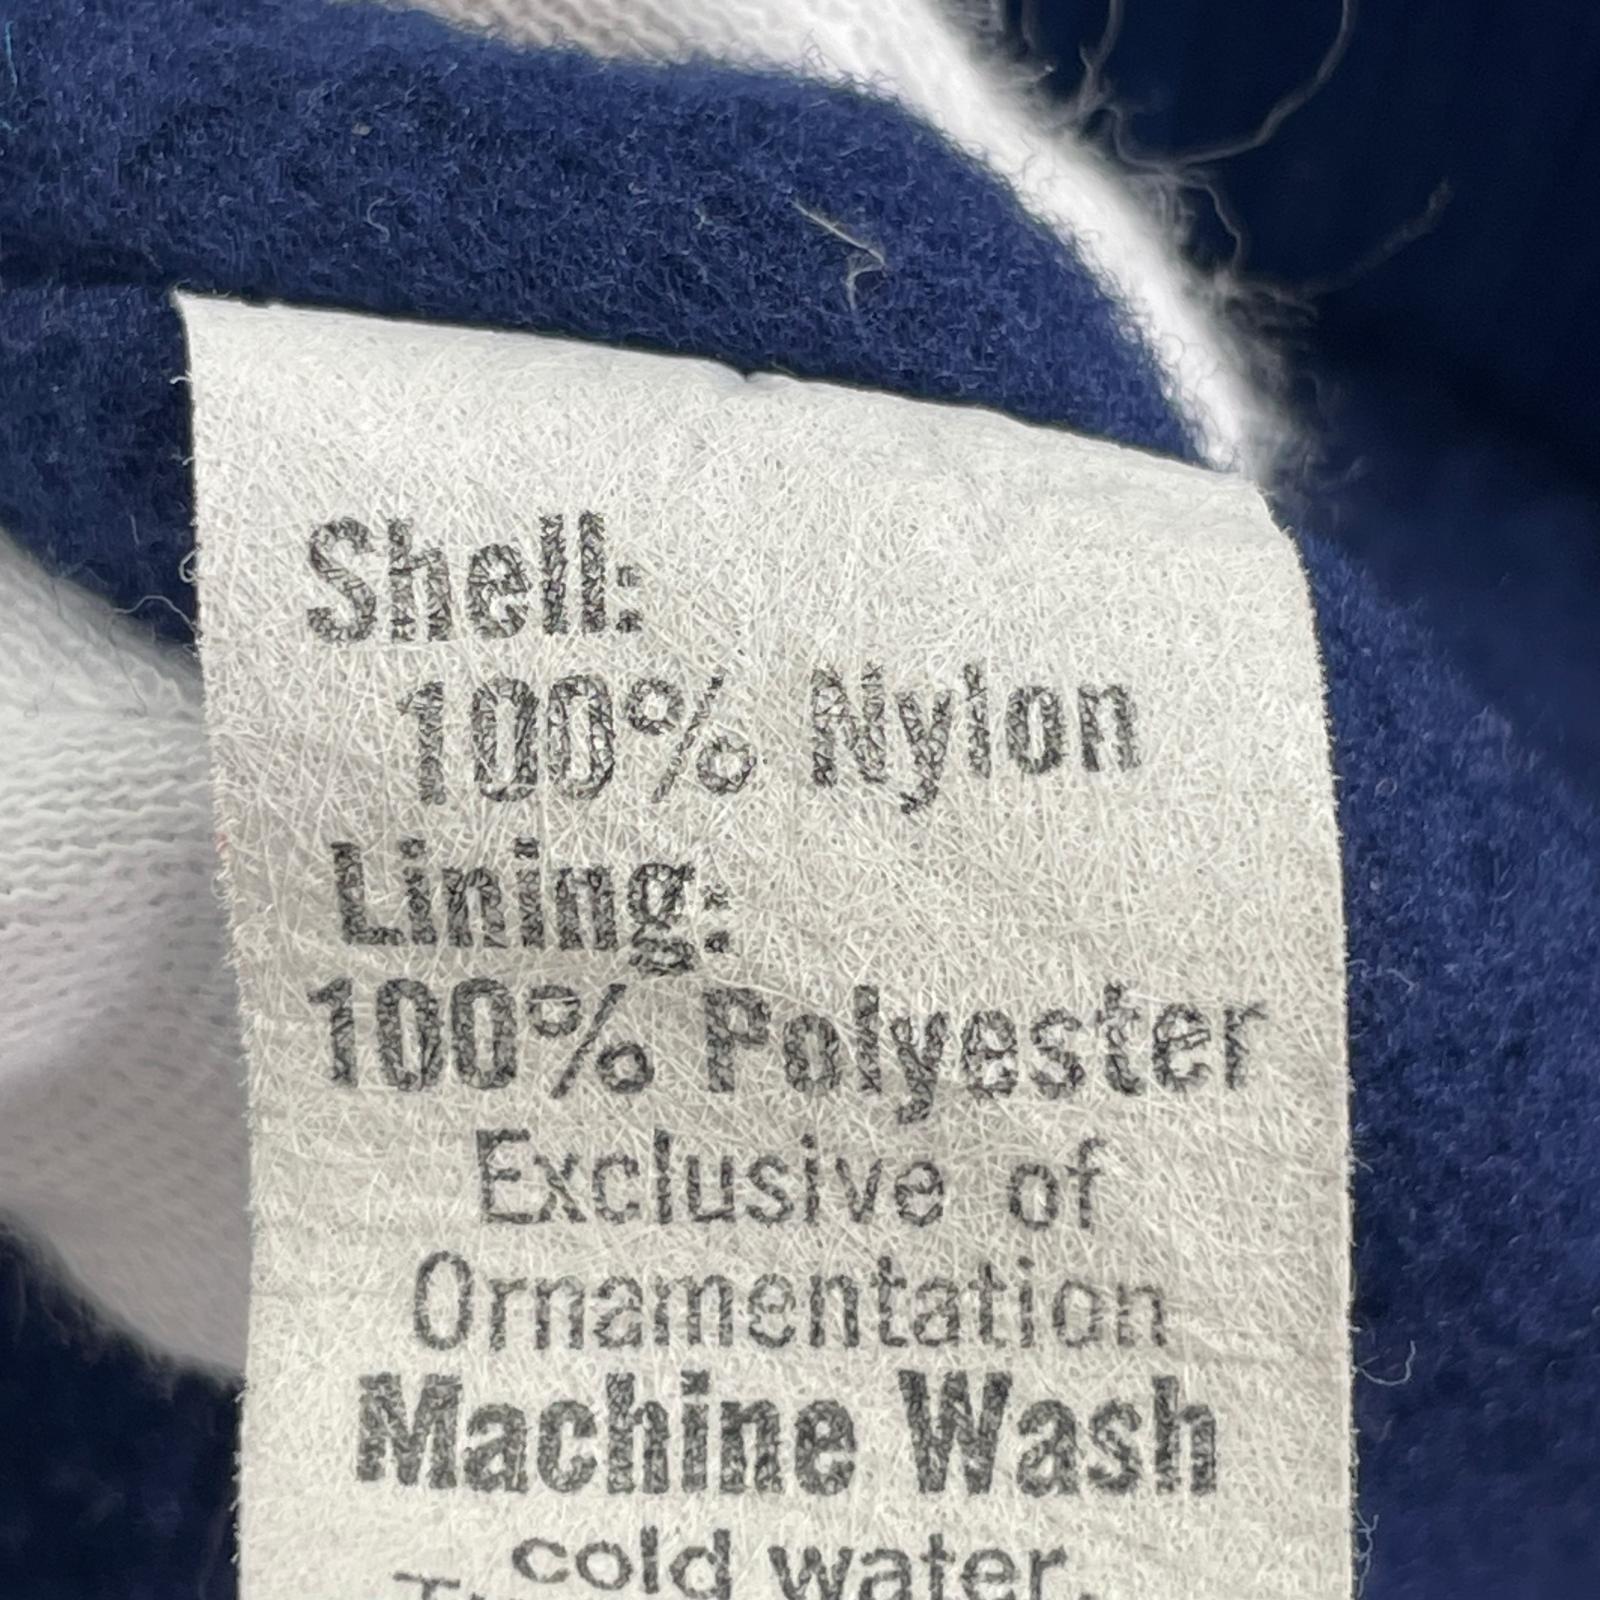 Shell:
100% Nylon
Lining:
100% Polyester
Exclusive of
Ornamentation
Machine Wash
cold water.